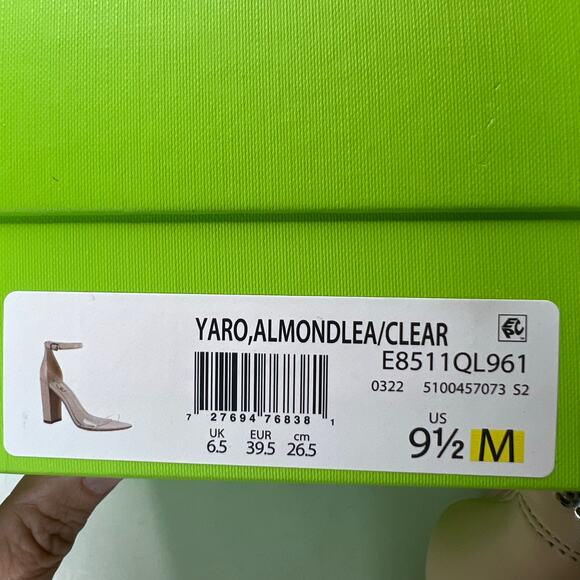 YARO,ALMONDLEA/CLEAR
E8511QL961
0322 5100457073 S2
7 27694 76838 1
UK EUR cm
6.5 39.5 26.5
US
9½ M